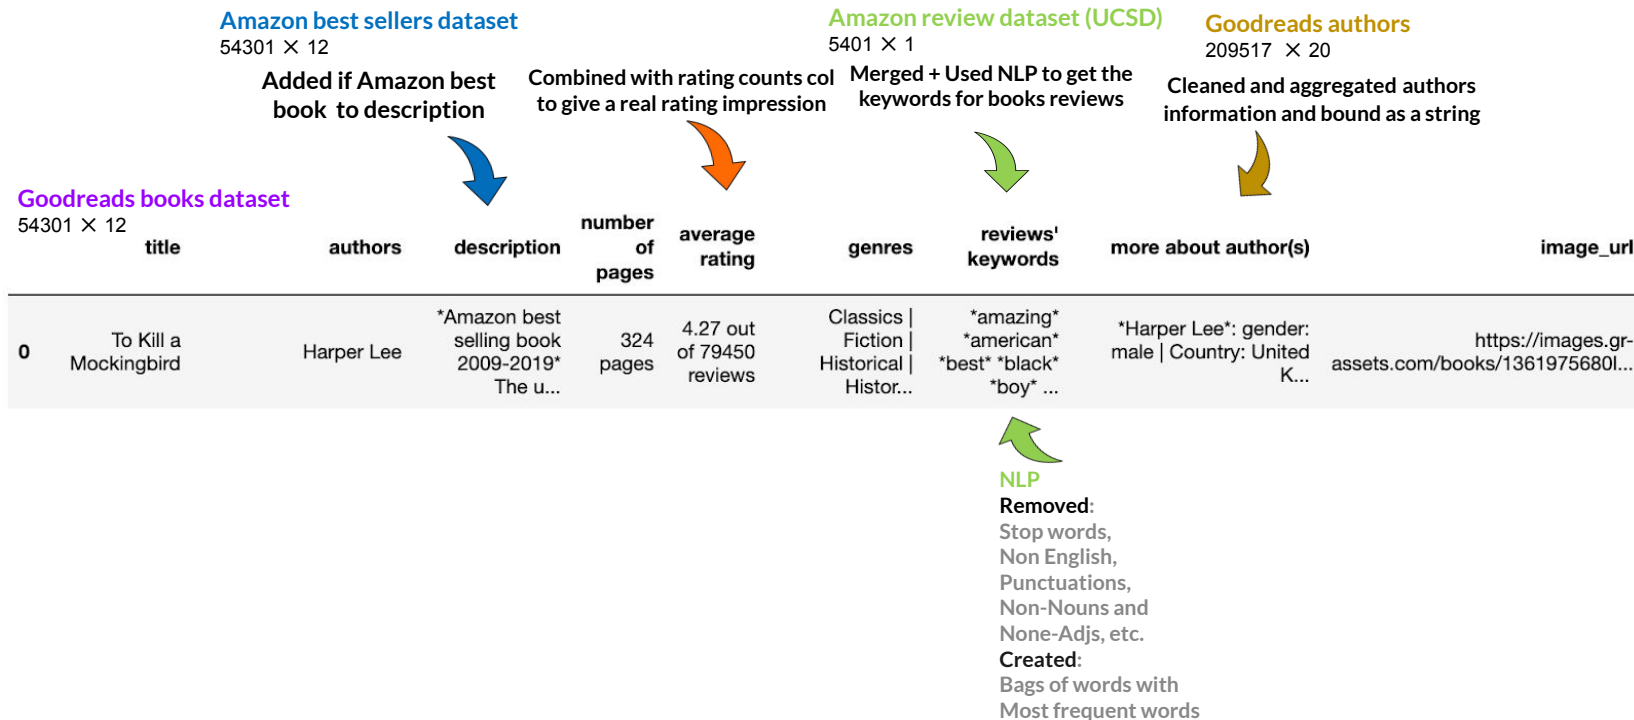 Amazon best sellers dataset
54301 × 12
Added if Amazon best
book to description
Combined with rating counts col
to give a real rating impression
Amazon review dataset (UCSD)
5401 × 1
Merged + Used NLP to get the
keywords for books reviews
Goodreads authors
209517 × 20
Cleaned and aggregated authors
information and bound as a string
Goodreads books dataset
54301 × 12
title
authors
description
number
of
pages
average
rating
genres
reviews'
keywords
more about author(s)
image_url
0
To Kill a
Mockingbird
Harper Lee
*Amazon best
selling book
2009-2019*
The u...
324
pages
4.27 out
of 79450
reviews
Classics |
Fiction |
Historical |
Histor...
*amazing*
*american*
*best* *black*
*boy* ...
*Harper Lee*: gender:
male | Country: United
K...
https://images.gr-
assets.com/books/1361975680l...
NLP
Removed:
Stop words,
Non English,
Punctuations,
Non-Nouns and
None-Adjs, etc.
Created:
Bags of words with
Most frequent words